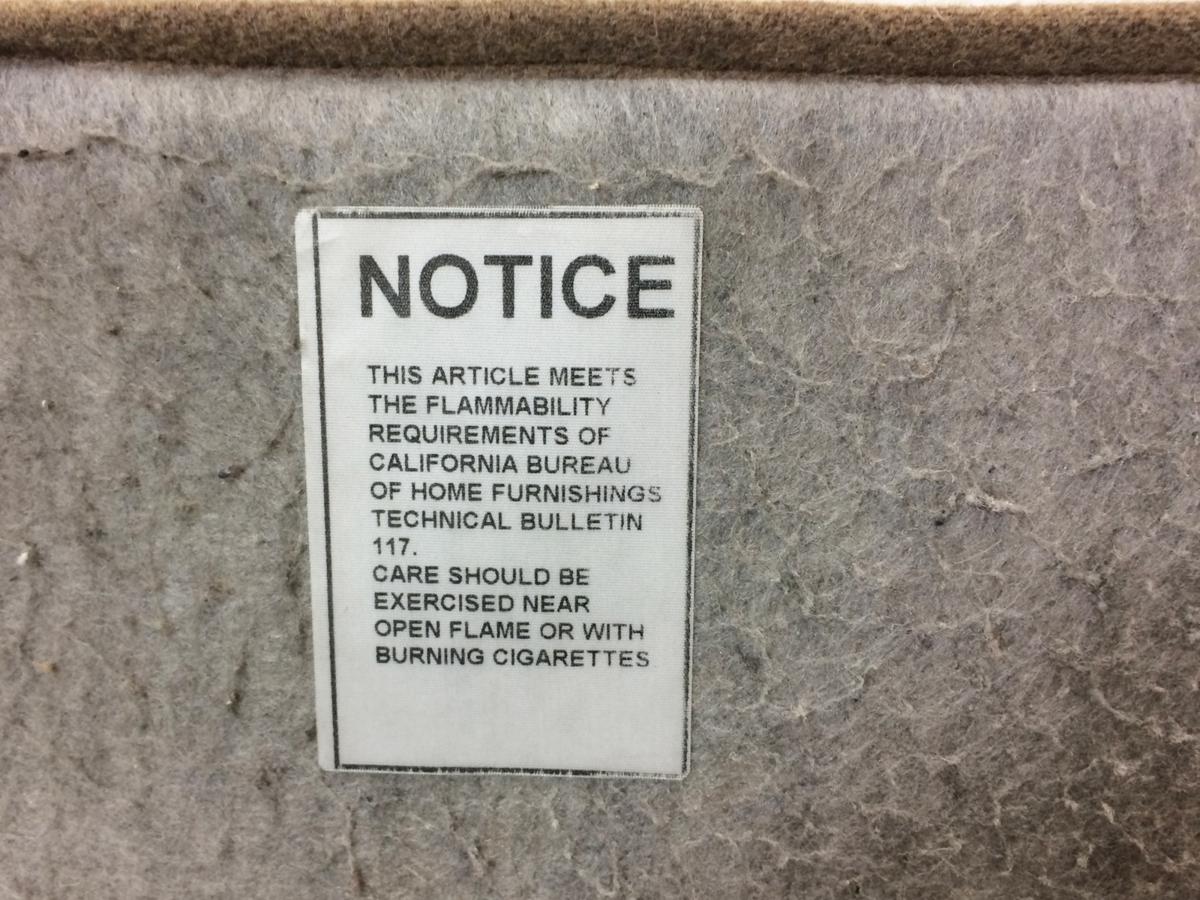 NOTICE
THIS ARTICLE MEETS
THE FLAMMABILITY
REQUIREMENTS OF
CALIFORNIA BUREAU
OF HOME FURNISHINGS
TECHNICAL BULLETIN
117.
CARE SHOULD BE
EXERCISED NEAR
OPEN FLAME OR WITH
BURNING CIGARETTES